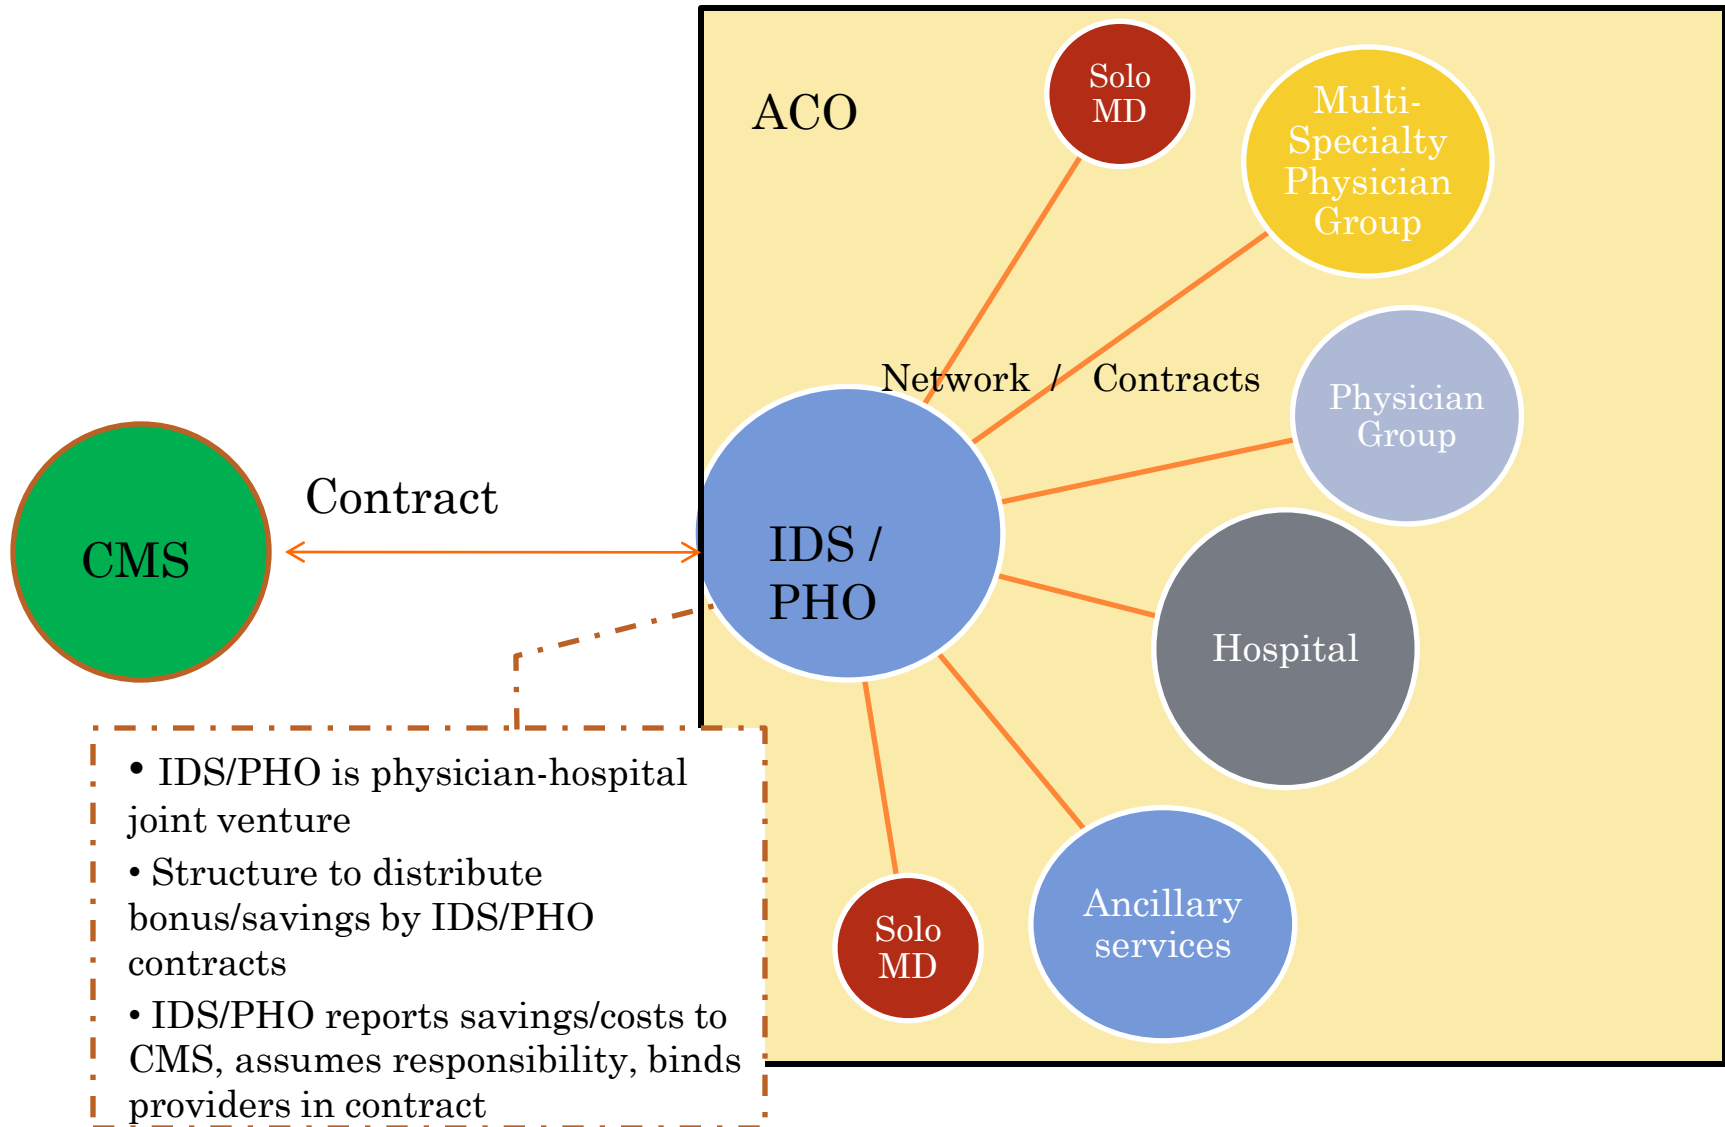 ACO
Solo
MD
Multi-
Specialty
Physician
Group
Network / Contracts
Physician
Group
Contract
CMS
IDS /
PHO
Hospital
• IDS/PHO is physician-hospital
joint venture
• Structure to distribute
bonus/savings by IDS/PHO
contracts
• IDS/PHO reports savings/costs to
CMS, assumes responsibility, binds
providers in contract
Solo
MD
Ancillary
services